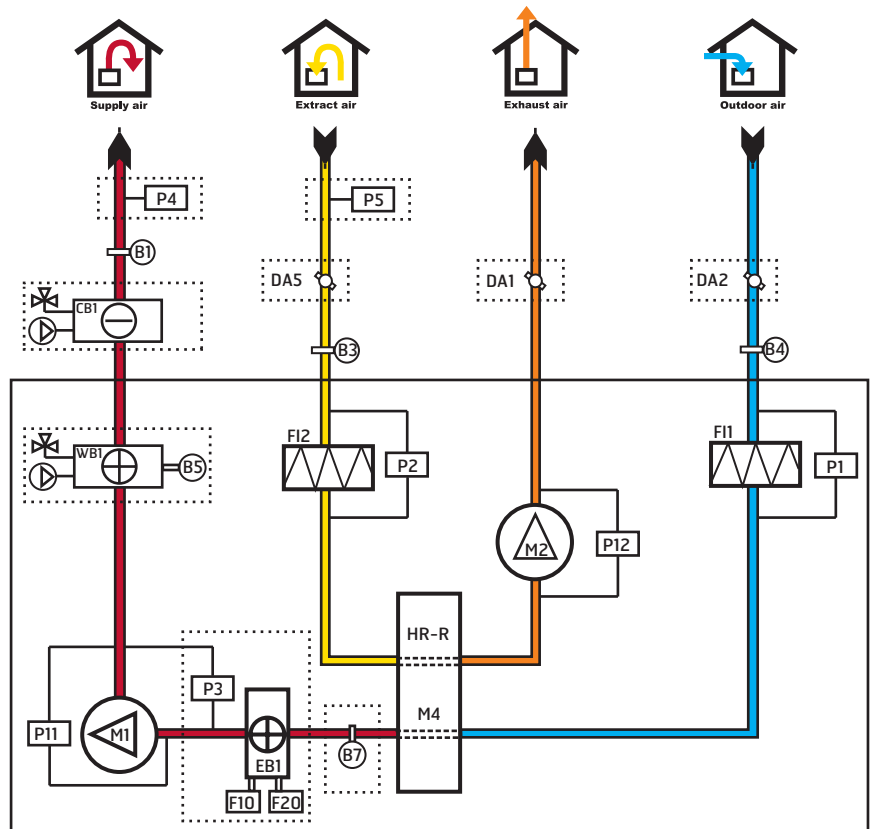 Supply air
Extract air
Exhaust air
Outdoor air
P4
P5
B1
DA5
DA1
DA2
CB1
B3
B4
FI2
FI1
WB1
B5
P2
P1
M2
P12
HR-R
P3
M4
P11
M1
B7
EB1
F10
F20